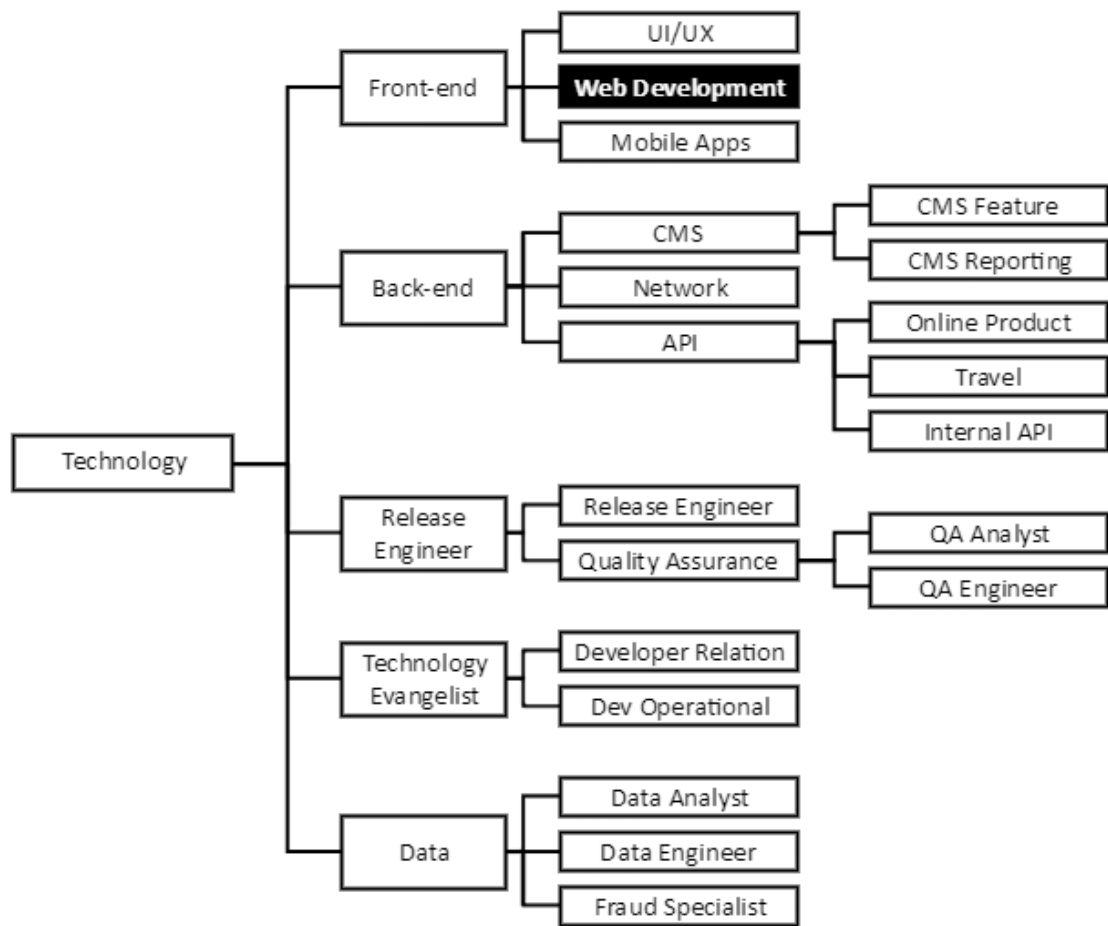 UI/UX
Front-end
Web Development
Mobile Apps
CMS Feature
CMS
CMS Reporting
Back-end
Network
Online Product
API
Travel
Internal API
Technology
Release Engineer
Release
Engineer
QA Analyst
Quality Assurance
QA Engineer
Developer Relation
Technology
Evangelist
Dev Operational
Data Analyst
Data
Data Engineer
Fraud Specialist